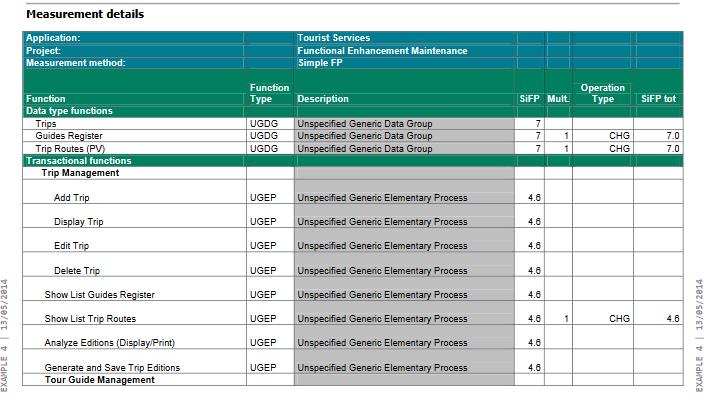 Measurement details
Application: Tourist Services
Project: Functional Enhancement Maintenance
Measurement method: Simple FP
Function Function Type Description SiFP Mult. Operation Type SiFP tot
Data type functions
Trips UGDG Unspecified Generic Data Group 7
Guides Register UGDG Unspecified Generic Data Group 7 1 CHG 7.0
Trip Routes (PV) UGDG Unspecified Generic Data Group 7 1 CHG 7.0
Transactional functions
Trip Management
Add Trip UGEP Unspecified Generic Elementary Process 4.6
Display Trip UGEP Unspecified Generic Elementary Process 4.6
Edit Trip UGEP Unspecified Generic Elementary Process 4.6
Delete Trip UGEP Unspecified Generic Elementary Process 4.6
Show List Guides Register UGEP Unspecified Generic Elementary Process 4.6
Show List Trip Routes UGEP Unspecified Generic Elementary Process 4.6 1 CHG 4.6
Analyze Editions (Display/Print) UGEP Unspecified Generic Elementary Process 4.6
Generate and Save Trip Editions UGEP Unspecified Generic Elementary Process 4.6
Tour Guide Management
EXAMPLE 4 | 13/05/2014
EXAMPLE 4 | 13/05/2014